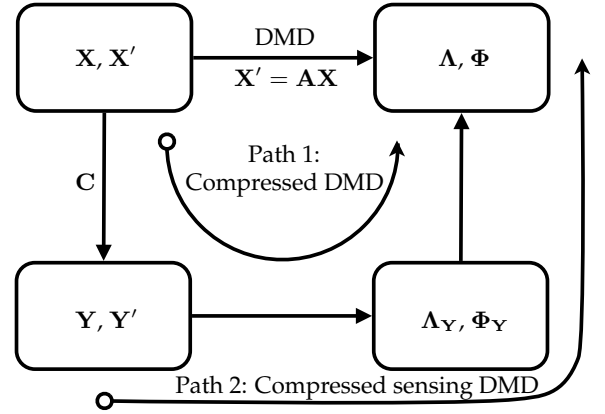 X, X′
DMD
X′ = AX
Λ, Φ
C
Path 1:
Compressed DMD
Y, Y′
Λ_Y, Φ_Y
Path 2: Compressed sensing DMD